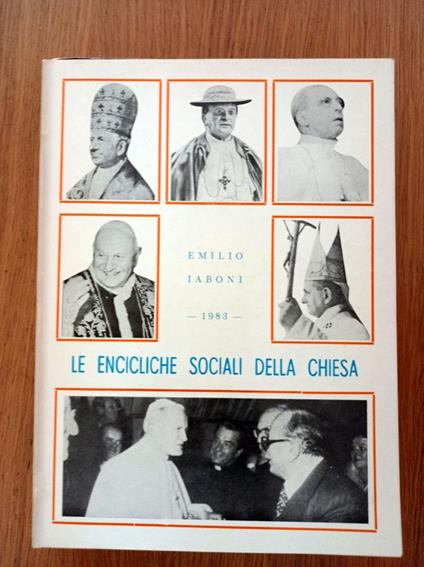 EMILIO
IABONI
— 1983 —
LE ENCICLICHE SOCIALI DELLA CHIESA